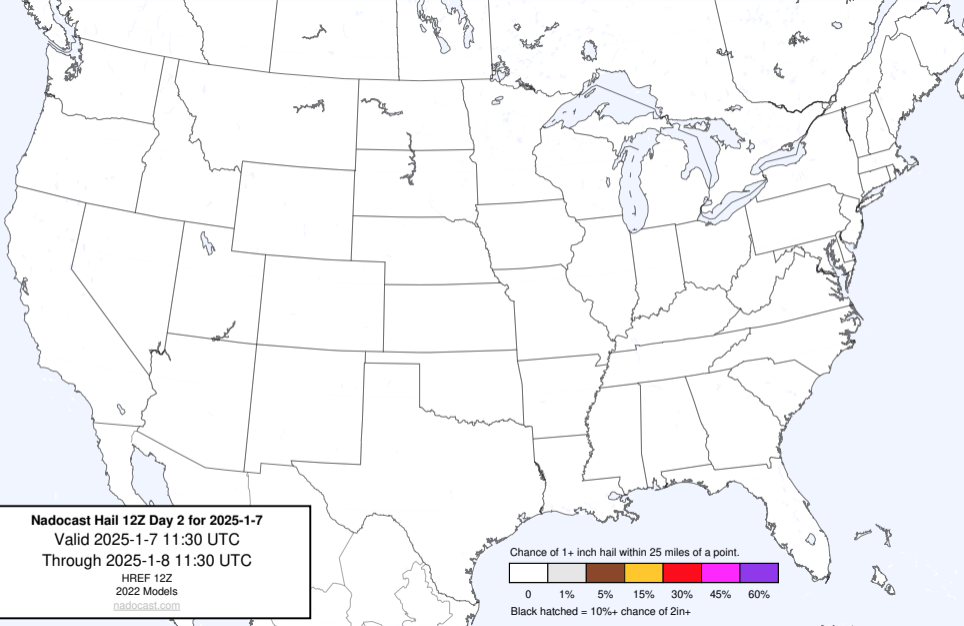 Nadocast Hail 12Z Day 2 for 2025-1-7
Valid 2025-1-7 11:30 UTC
Through 2025-1-8 11:30 UTC
HREF 12Z
2022 Models
nadocast.com
Chance of 1+ inch hail within 25 miles of a point.
0 1% 5% 15% 30% 45% 60%
Black hatched = 10%+ chance of 2in+